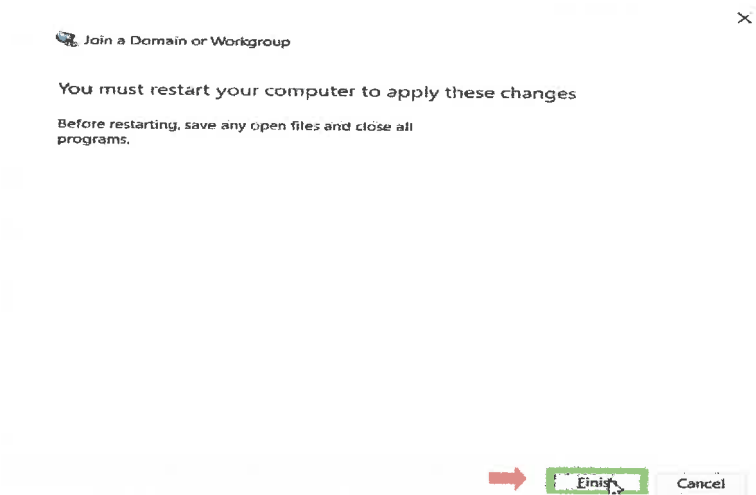 Join a Domain or Workgroup
You must restart your computer to apply these changes
Before restarting, save any open files and close all
programs.
Finish
Cancel